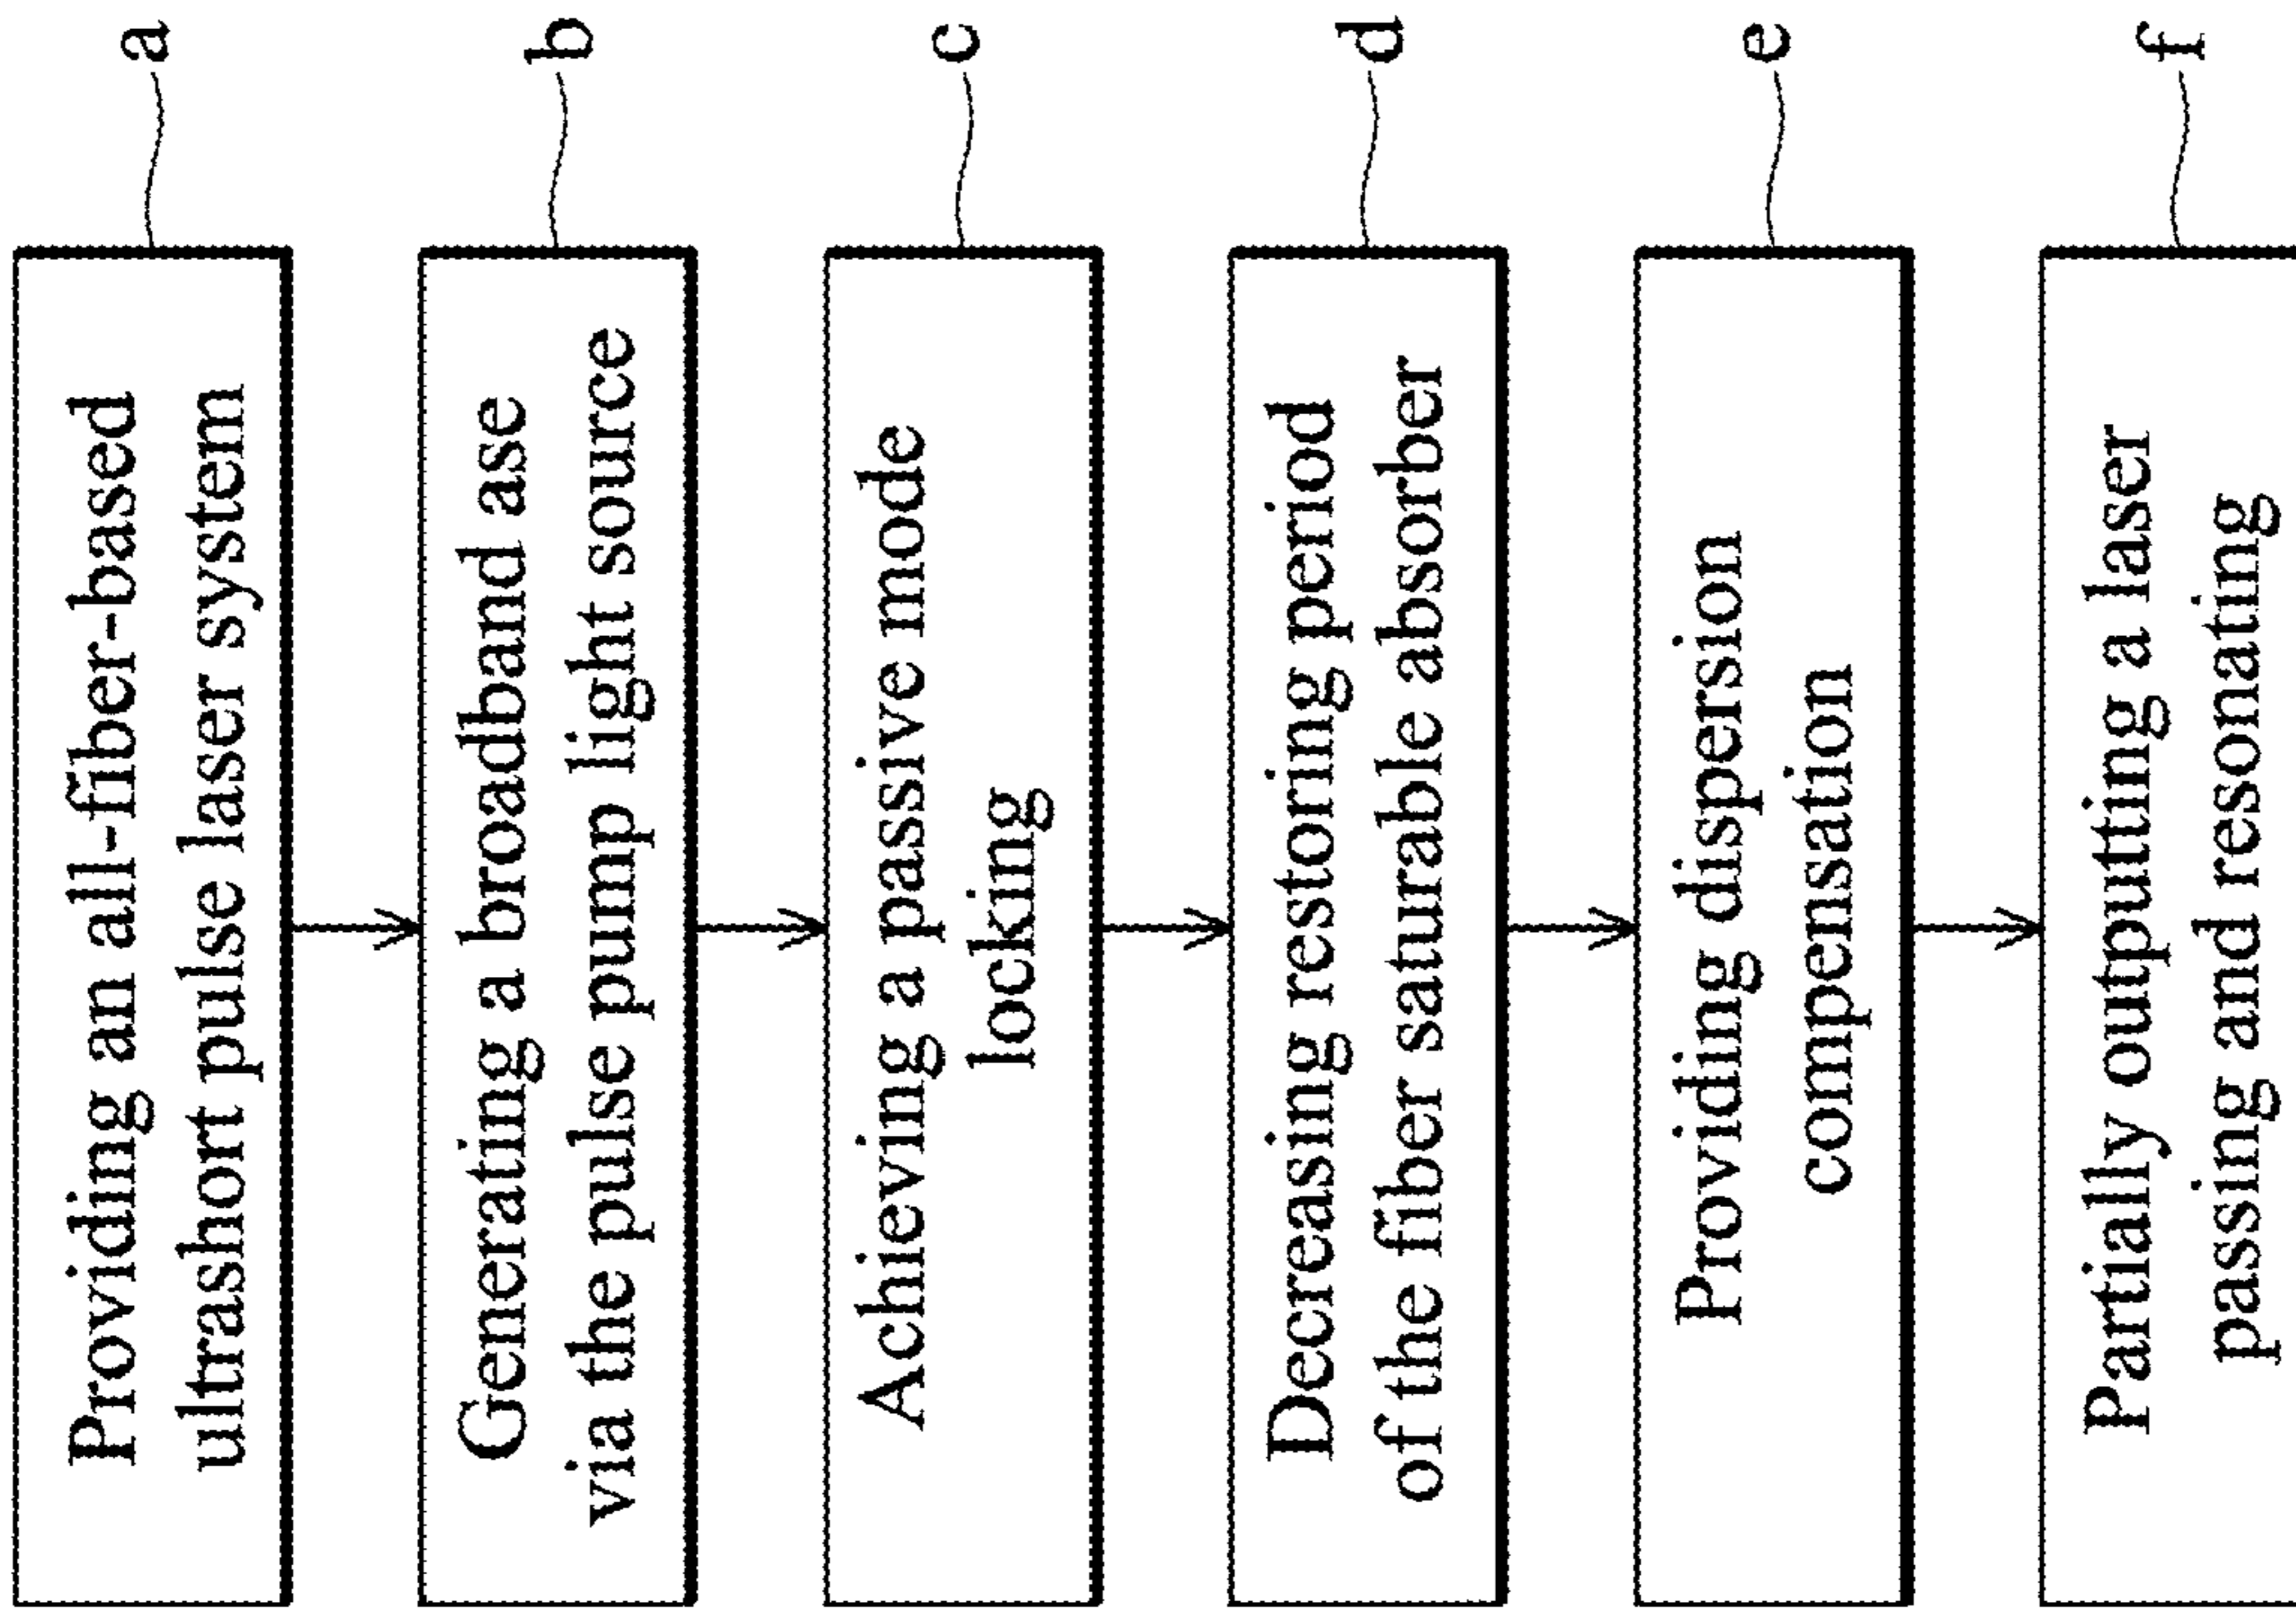 Providing an all-fiber-based
ultrashort pulse laser system
a
Generating a broadband ase
via the pulse pump light source
b
Achieving a passive mode
locking
c
Decreasing restoring period
of the fiber saturable absorber
d
Providing dispersion
compensation
e
Partially outputting a laser
passing and resonating
f